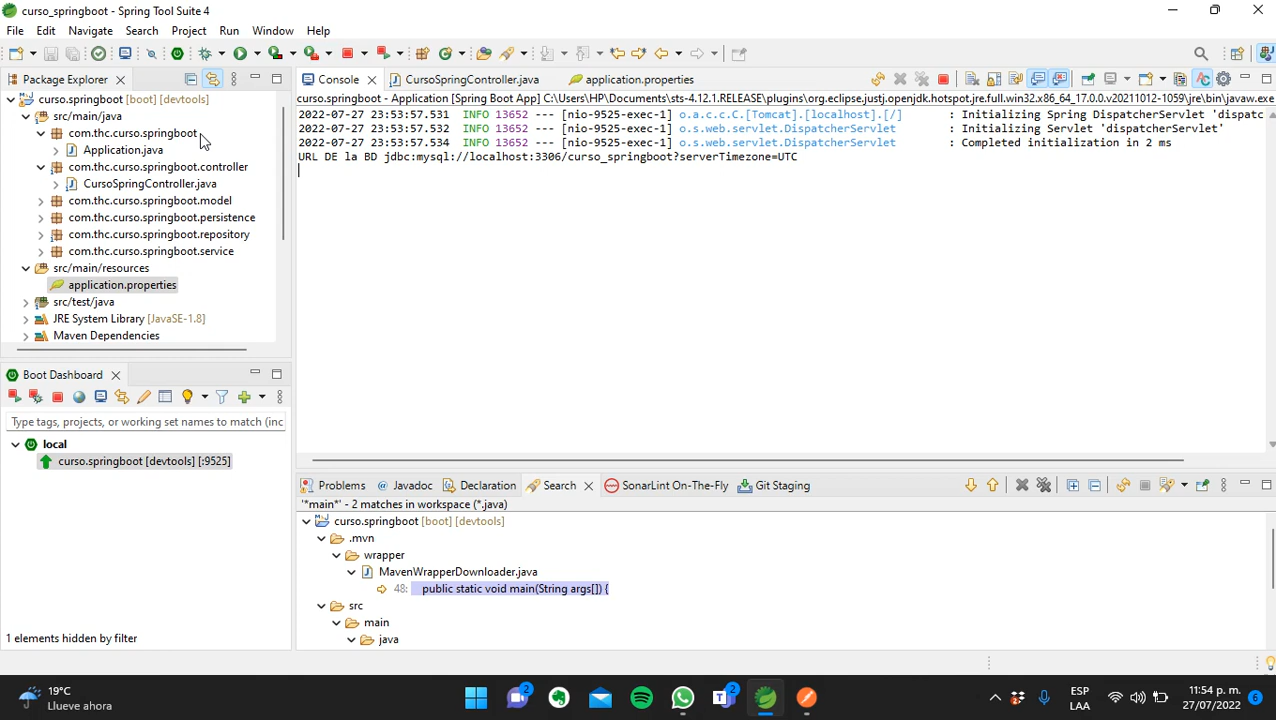 curso_springboot - Spring Tool Suite 4
File Edit Navigate Search Project Run Window Help
Package Explorer
curso.springboot [boot] [devtools]
src/main/java
com.thc.curso.springboot
Application.java
com.thc.curso.springboot.controller
CursoSpringController.java
com.thc.curso.springboot.model
com.thc.curso.springboot.persistence
com.thc.curso.springboot.repository
com.thc.curso.springboot.service
src/main/resources
application.properties
src/test/java
JRE System Library [JavaSE-1.8]
Maven Dependencies
Boot Dashboard
Type tags, projects, or working set names to match (inc
local
curso.springboot [devtools] [:9525]
1 elements hidden by filter
Console CursoSpringController.java application.properties
curso.springboot - Application [Spring Boot App] C:\Users\HP\Documents\sts-4.12.1.RELEASE\plugins\org.eclipse.justj.openjdk.hotspot.jre.full.win32.x86_64_17.0.0.v20211012-1059\jre\bin\javaw.exe
2022-07-27 23:53:57.531 INFO 13652 --- [nio-9525-exec-1] o.a.c.c.C.[Tomcat].[localhost].[/] : Initializing Spring DispatcherServlet 'dispatc
2022-07-27 23:53:57.532 INFO 13652 --- [nio-9525-exec-1] o.s.web.servlet.DispatcherServlet : Initializing Servlet 'dispatcherServlet'
2022-07-27 23:53:57.534 INFO 13652 --- [nio-9525-exec-1] o.s.web.servlet.DispatcherServlet : Completed initialization in 2 ms
URL DE la BD jdbc:mysql://localhost:3306/curso_springboot?serverTimezone=UTC
Problems @ Javadoc Declaration Search SonarLint On-The-Fly Git Staging
'*main*' - 2 matches in workspace (*.java)
curso.springboot [boot] [devtools]
.mvn
wrapper
MavenWrapperDownloader.java
48: public static void main(String args[]) {
src
main
java
19°C
Llueve ahora
2
2
ESP
LAA
11:54 p. m.
27/07/2022
6